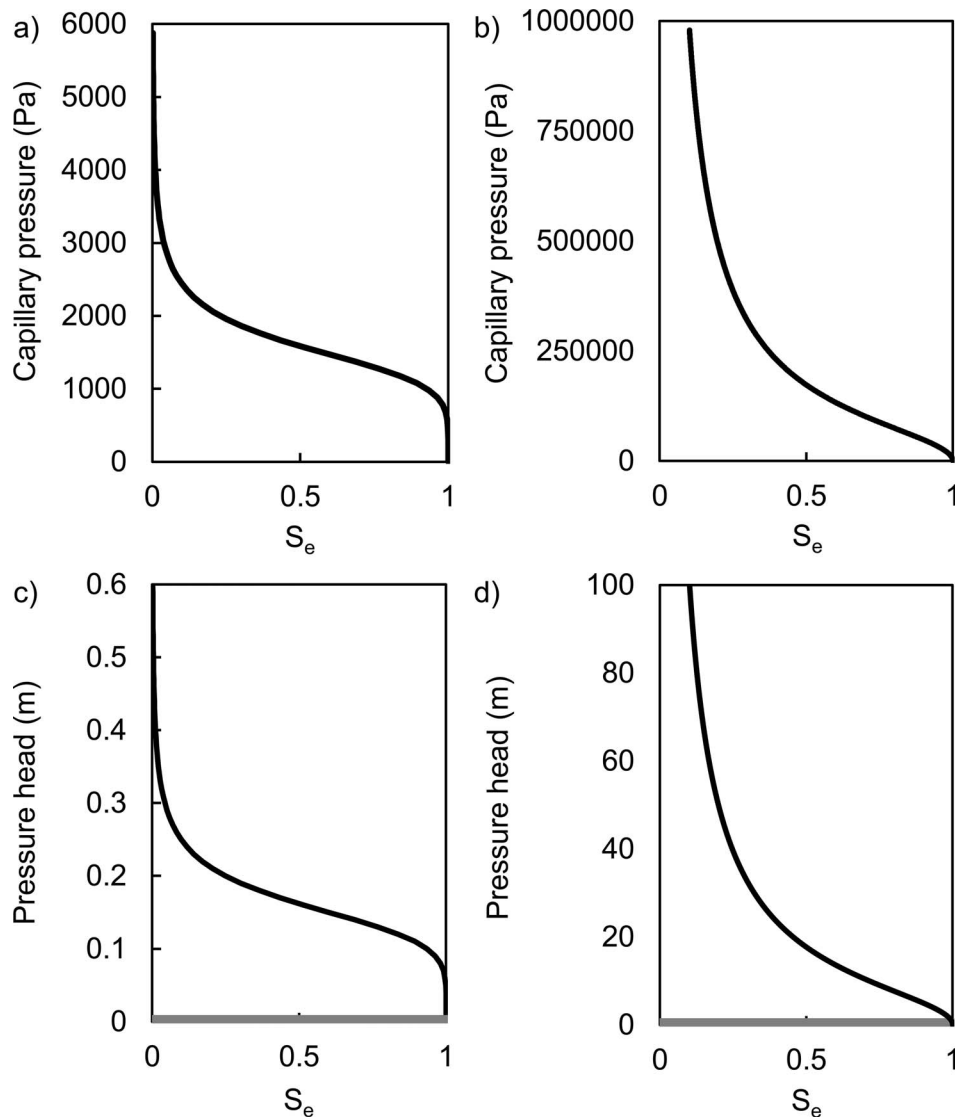 a)
Capillary pressure (Pa)
6000
5000
4000
3000
2000
1000
0
0 0.5 1
Se
b)
Capillary pressure (Pa)
1000000
750000
500000
250000
0
0 0.5 1
Se
c)
Pressure head (m)
0.6
0.5
0.4
0.3
0.2
0.1
0
0 0.5 1
Se
d)
Pressure head (m)
100
80
60
40
20
0
0 0.5 1
Se